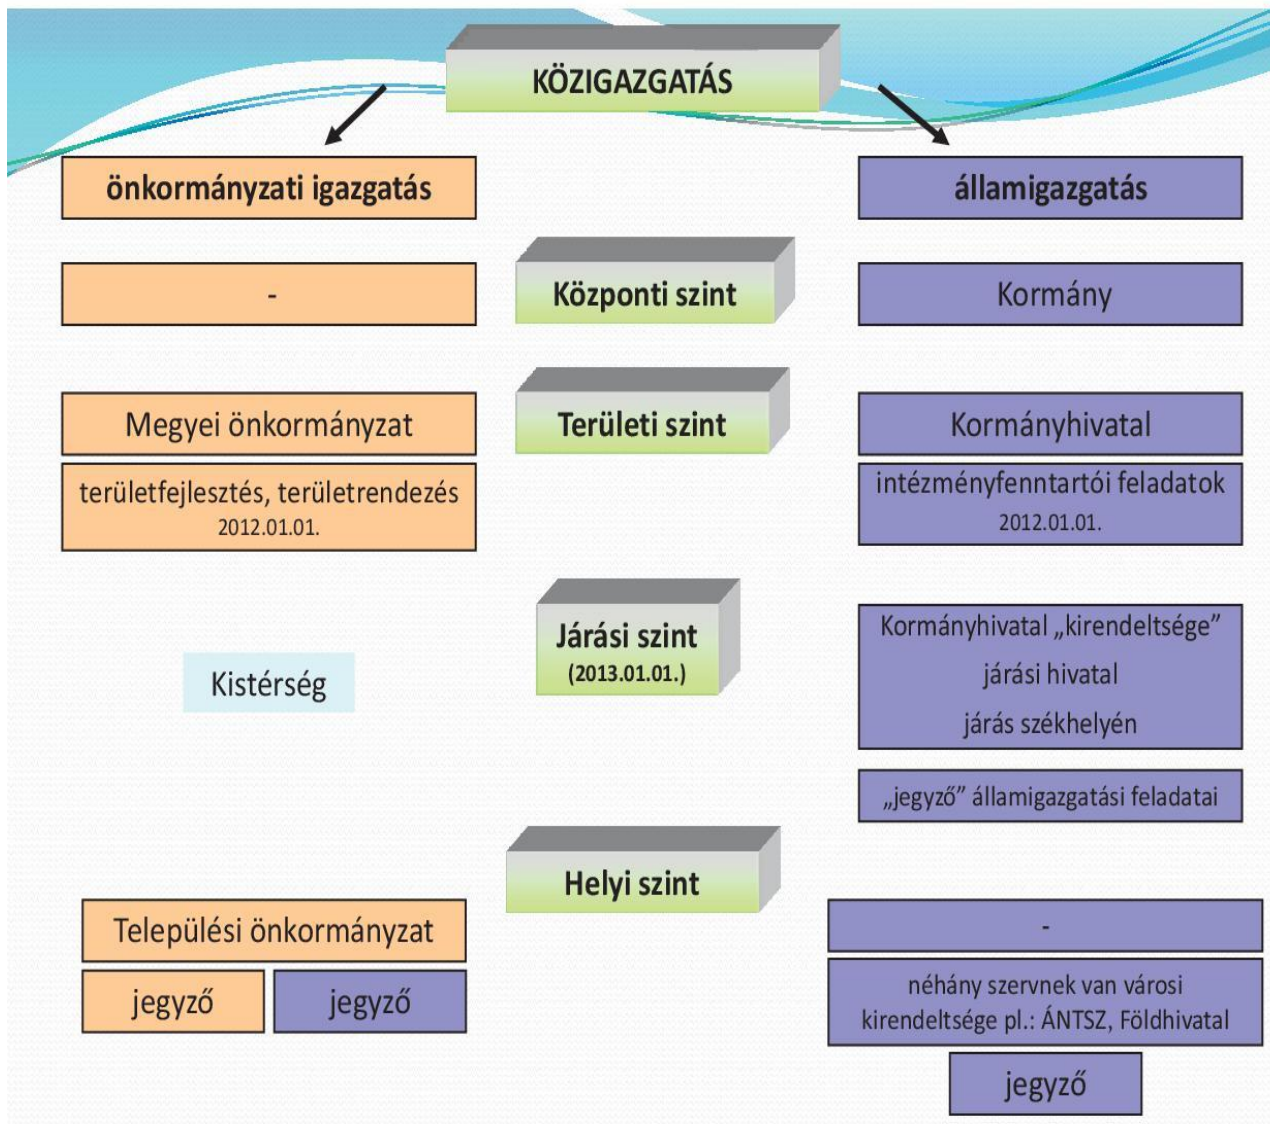 KÖZIGAZGATÁS
önkormányzati igazgatás
államigazgatás
-
Központi szint
Kormány
Megyei önkormányzat
Területi szint
Kormányhivatal
területfejlesztés, területrendezés
2012.01.01.
intézményfenntartói feladatok
2012.01.01.
Kistérség
Járási szint
(2013.01.01.)
Kormányhivatal „kirendeltsége”
járási hivatal
járás székhelyén
„jegyző” államigazgatási feladatai
Helyi szint
Települési önkormányzat
jegyző
jegyző
-
néhány szervnek van városi
kirendeltsége pl.: ÁNTSZ, Földhivatal
jegyző